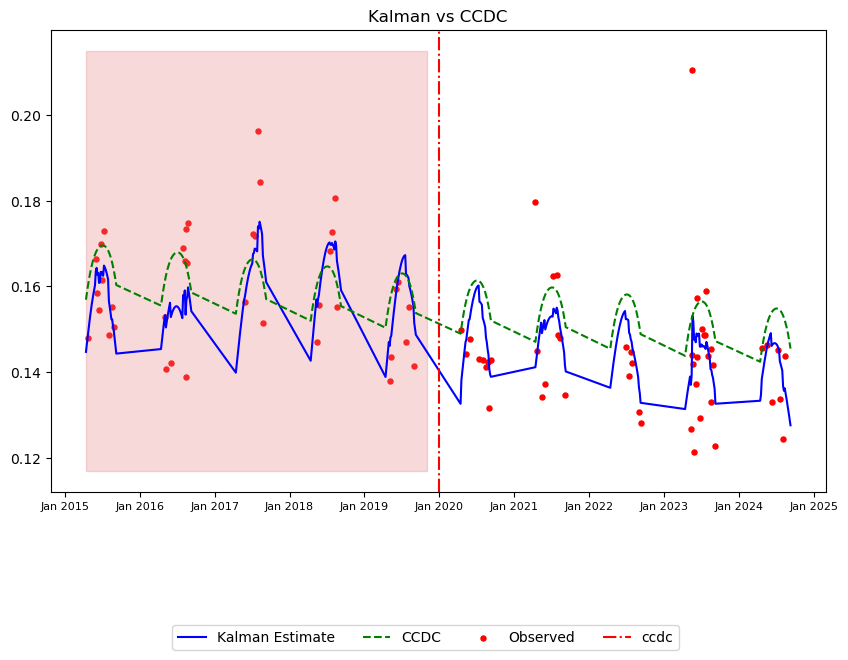 Kalman vs CCDC
0.20
0.18
0.16
0.14
0.12
Jan 2015 Jan 2016 Jan 2017 Jan 2018 Jan 2019 Jan 2020 Jan 2021 Jan 2022 Jan 2023 Jan 2024 Jan 2025
Kalman Estimate CCDC Observed ccdc